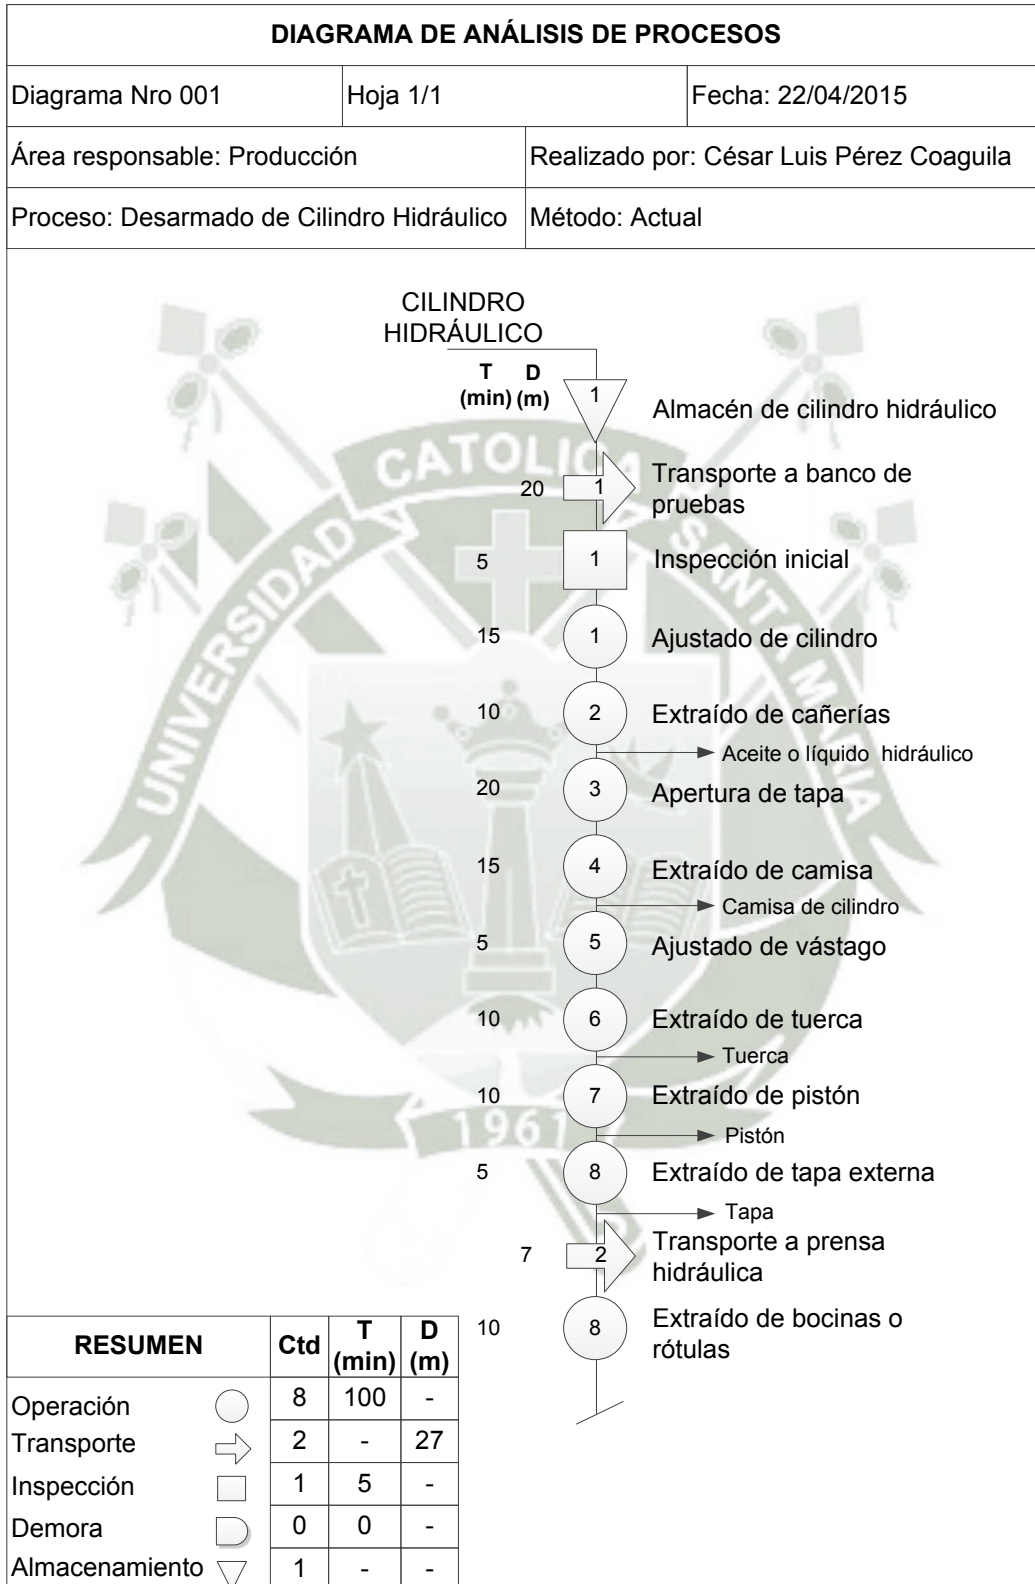 DIAGRAMA DE ANÁLISIS DE PROCESOS
Diagrama Nro 001 Hoja 1/1 Fecha: 22/04/2015
Área responsable: Producción Realizado por: César Luis Pérez Coaguila
Proceso: Desarmado de Cilindro Hidráulico Método: Actual
CILINDRO
HIDRÁULICO
T D
(min) (m)
1 Almacén de cilindro hidráulico
20 1 Transporte a banco de
pruebas
5 1 Inspección inicial
15 1 Ajustado de cilindro
10 2 Extraído de cañerías
Aceite o líquido hidráulico
20 3 Apertura de tapa
15 4 Extraído de camisa
Camisa de cilindro
5 5 Ajustado de vástago
10 6 Extraído de tuerca
Tuerca
10 7 Extraído de pistón
Pistón
5 8 Extraído de tapa externa
Tapa
7 2 Transporte a prensa
hidráulica
10 8 Extraído de bocinas o
rótulas
RESUMEN Ctd T (min) D (m)
Operación 8 100 -
Transporte 2 - 27
Inspección 1 5 -
Demora 0 0 -
Almacenamiento 1 - -
UNIVERSIDAD CATOLICA SANTA MARIA
1961